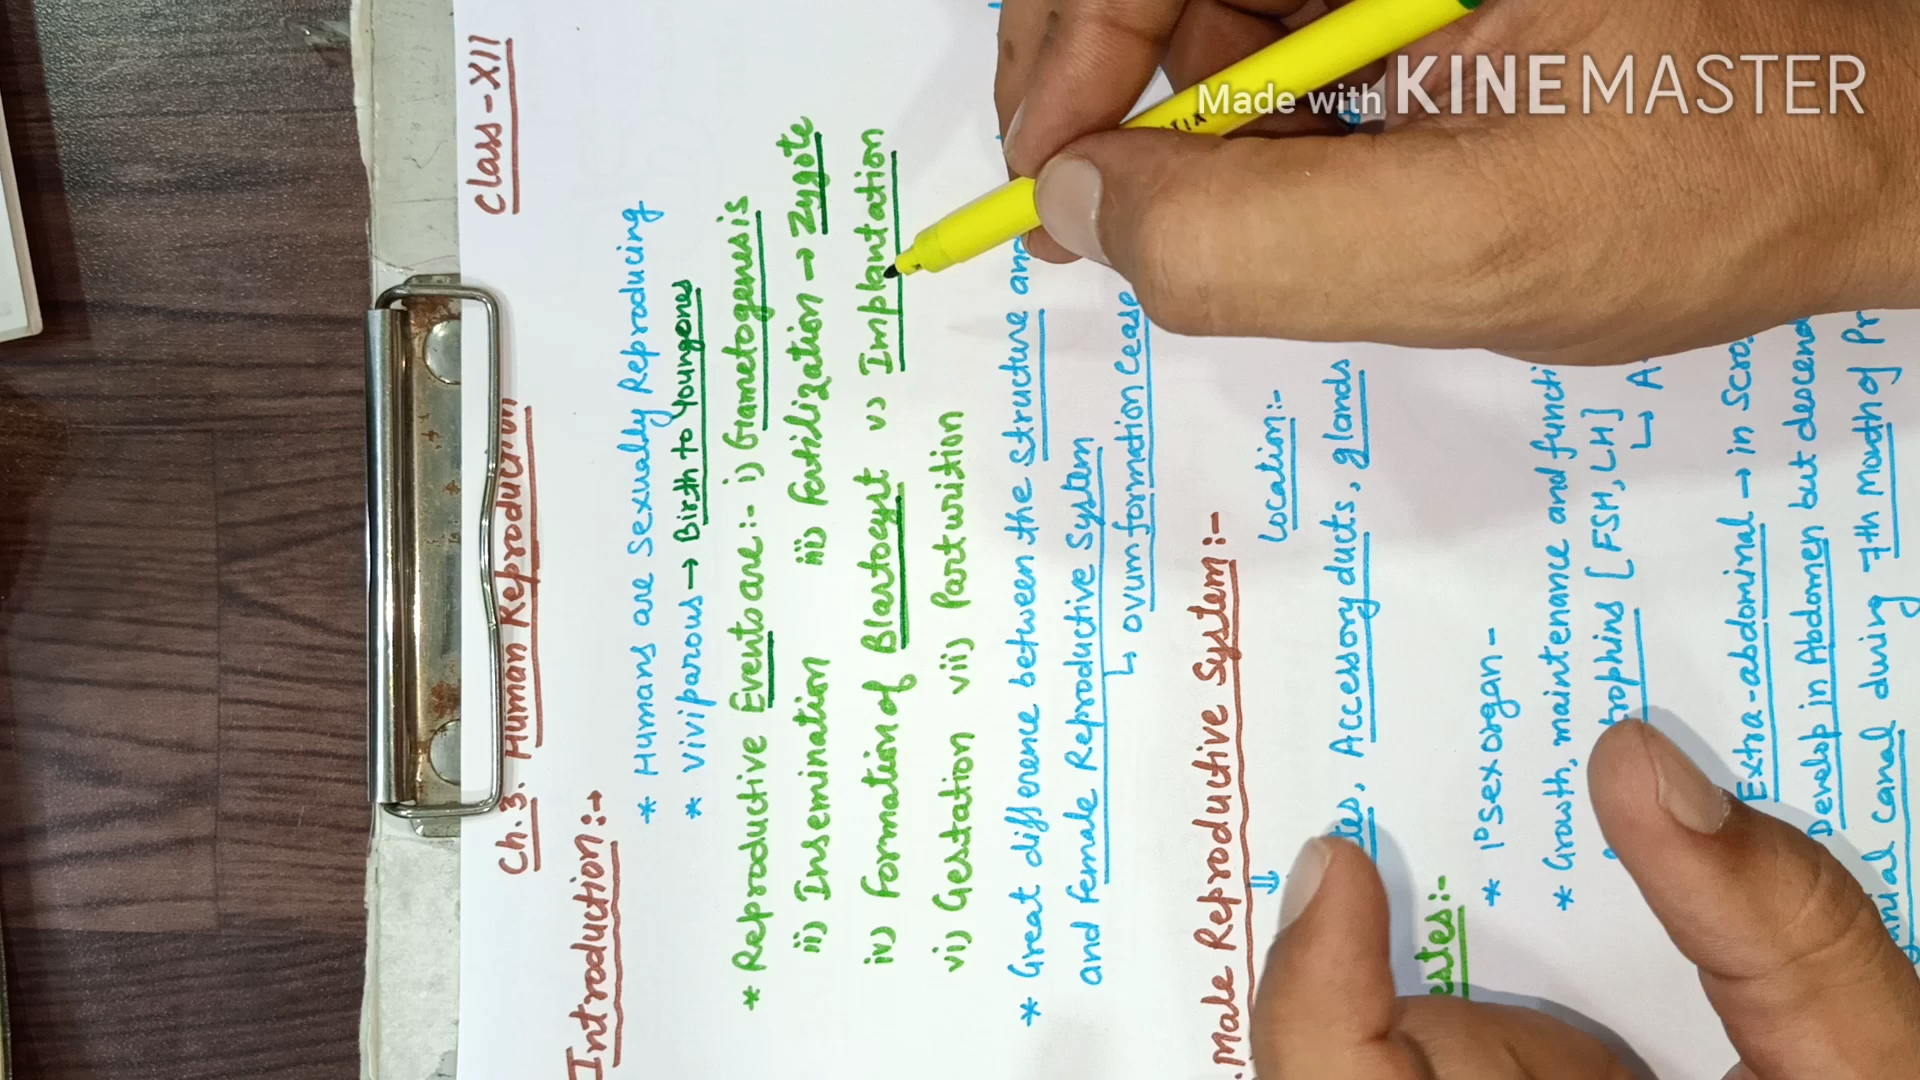 Class-XII
Ch. 3. Human Reproduction
Introduction:→
* Humans are Sexually Reproducing
* Viviparous → Birth to Youngones
* Reproductive Events are:- i) Gametogenesis
ii) Insemination iii) Fertilization → Zygote
iv) Formation of Blastocyst v) Implantation
vi) Gestation vii) Parturition
* Great difference between the Structure and
and Female Reproductive System
↳ ovum formation cease
Male Reproductive System:-
Location:-
Accessory ducts, glands
* 1° Sex organ -
* Growth, maintenance and functi
[FSH, LH]
↳ A
Extra-abdominal → in Scro
Develop in Abdomen but descend
canal during 7th Month of Pr
Made with KINEMASTER